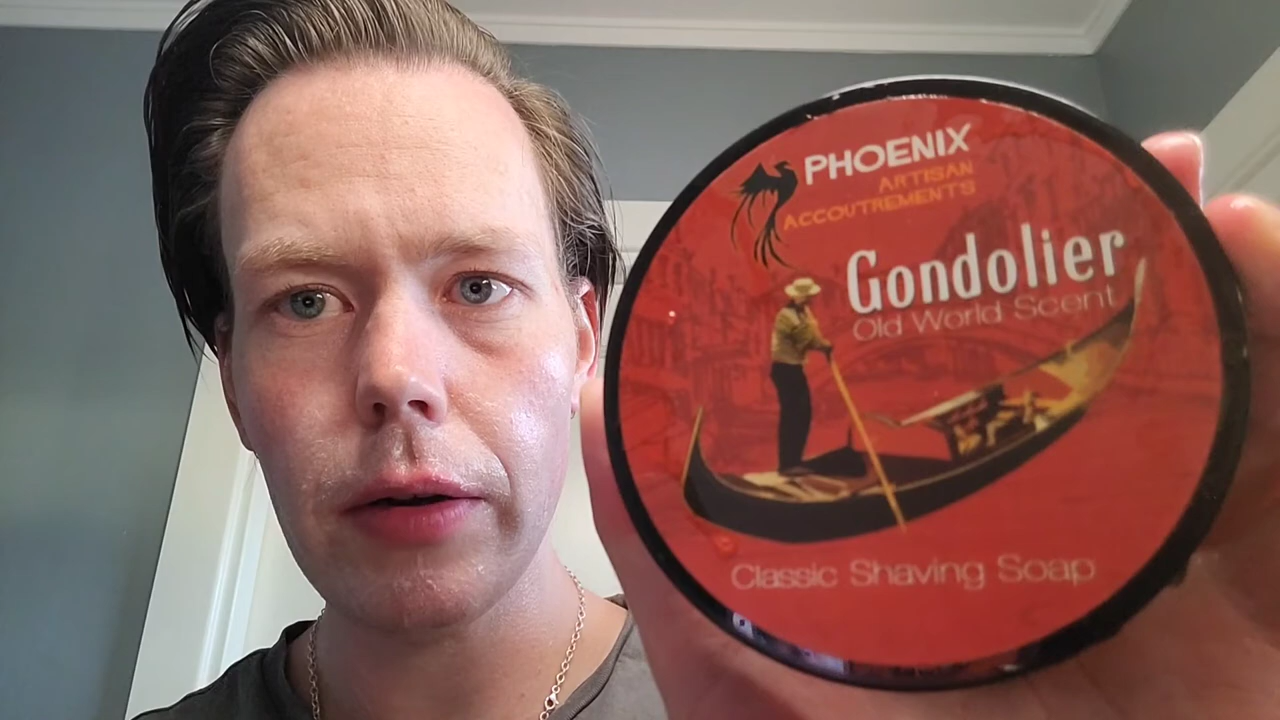 PHOENIX
ARTISAN
ACCOUTREMENTS
Gondolier
Old World Scent
Classic Shaving Soap